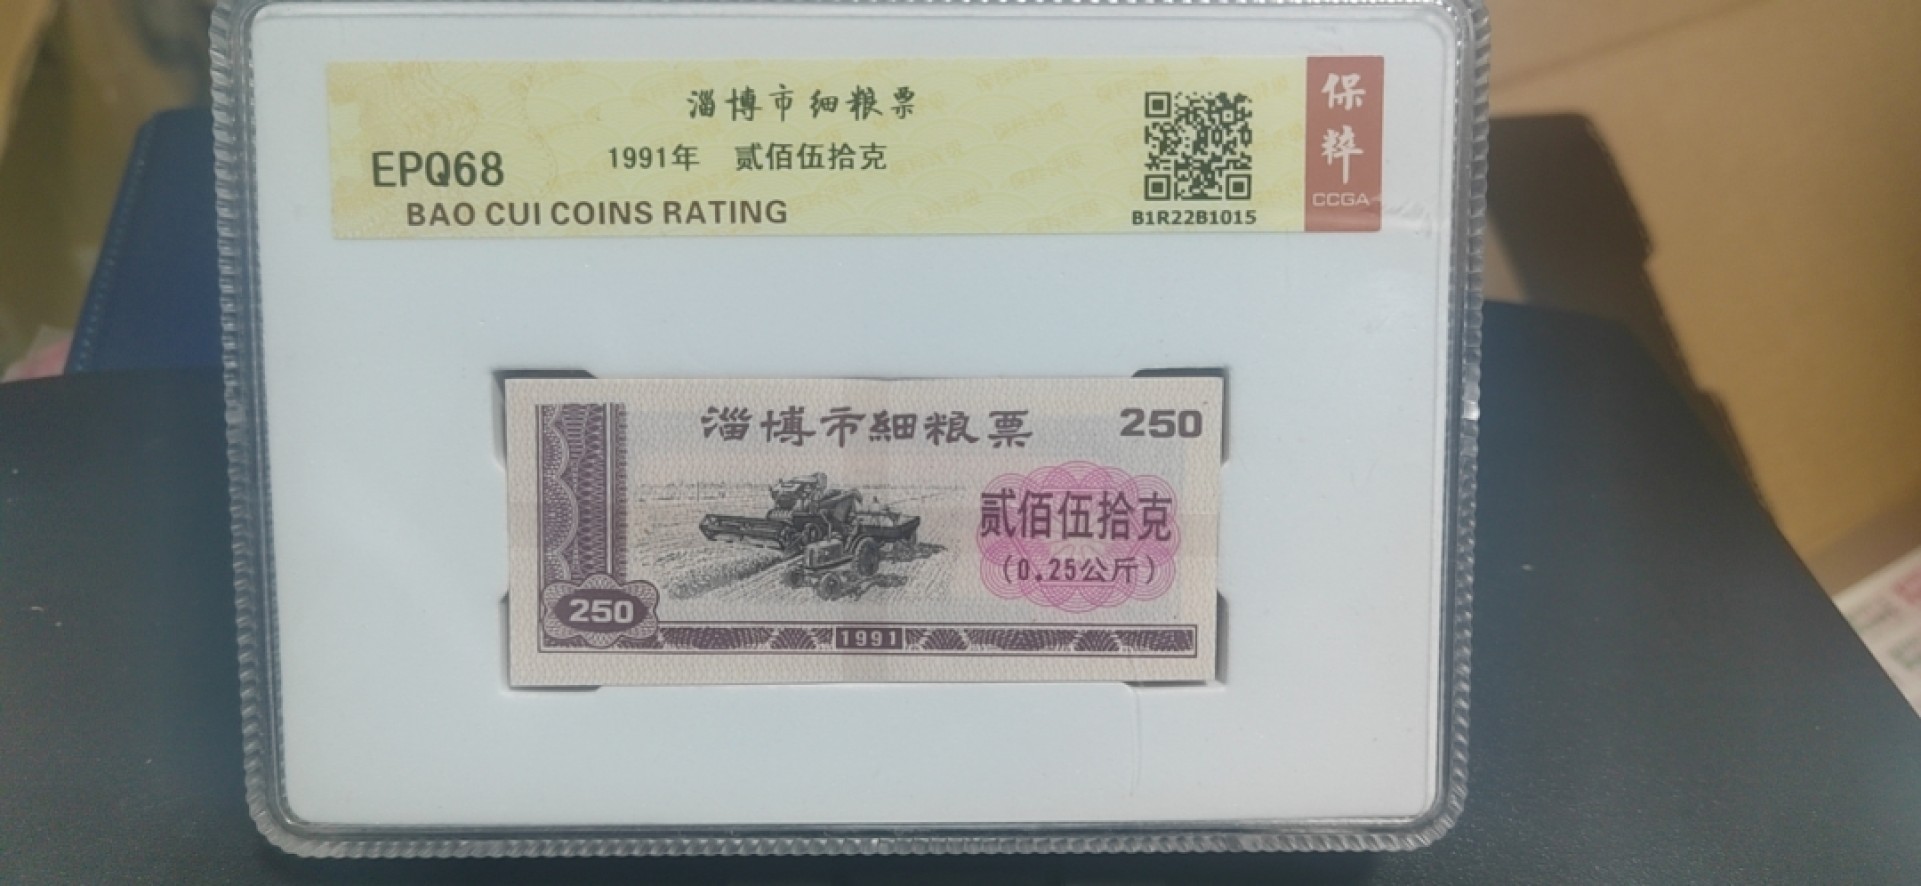 淄博市细粮票
保粹
CCGA
EPQ68
1991年 贰佰伍拾克
BAO CUI COINS RATING
B1R22B1015
淄博市細粮票
250
贰佰伍拾克
(0.25公斤)
250
1991